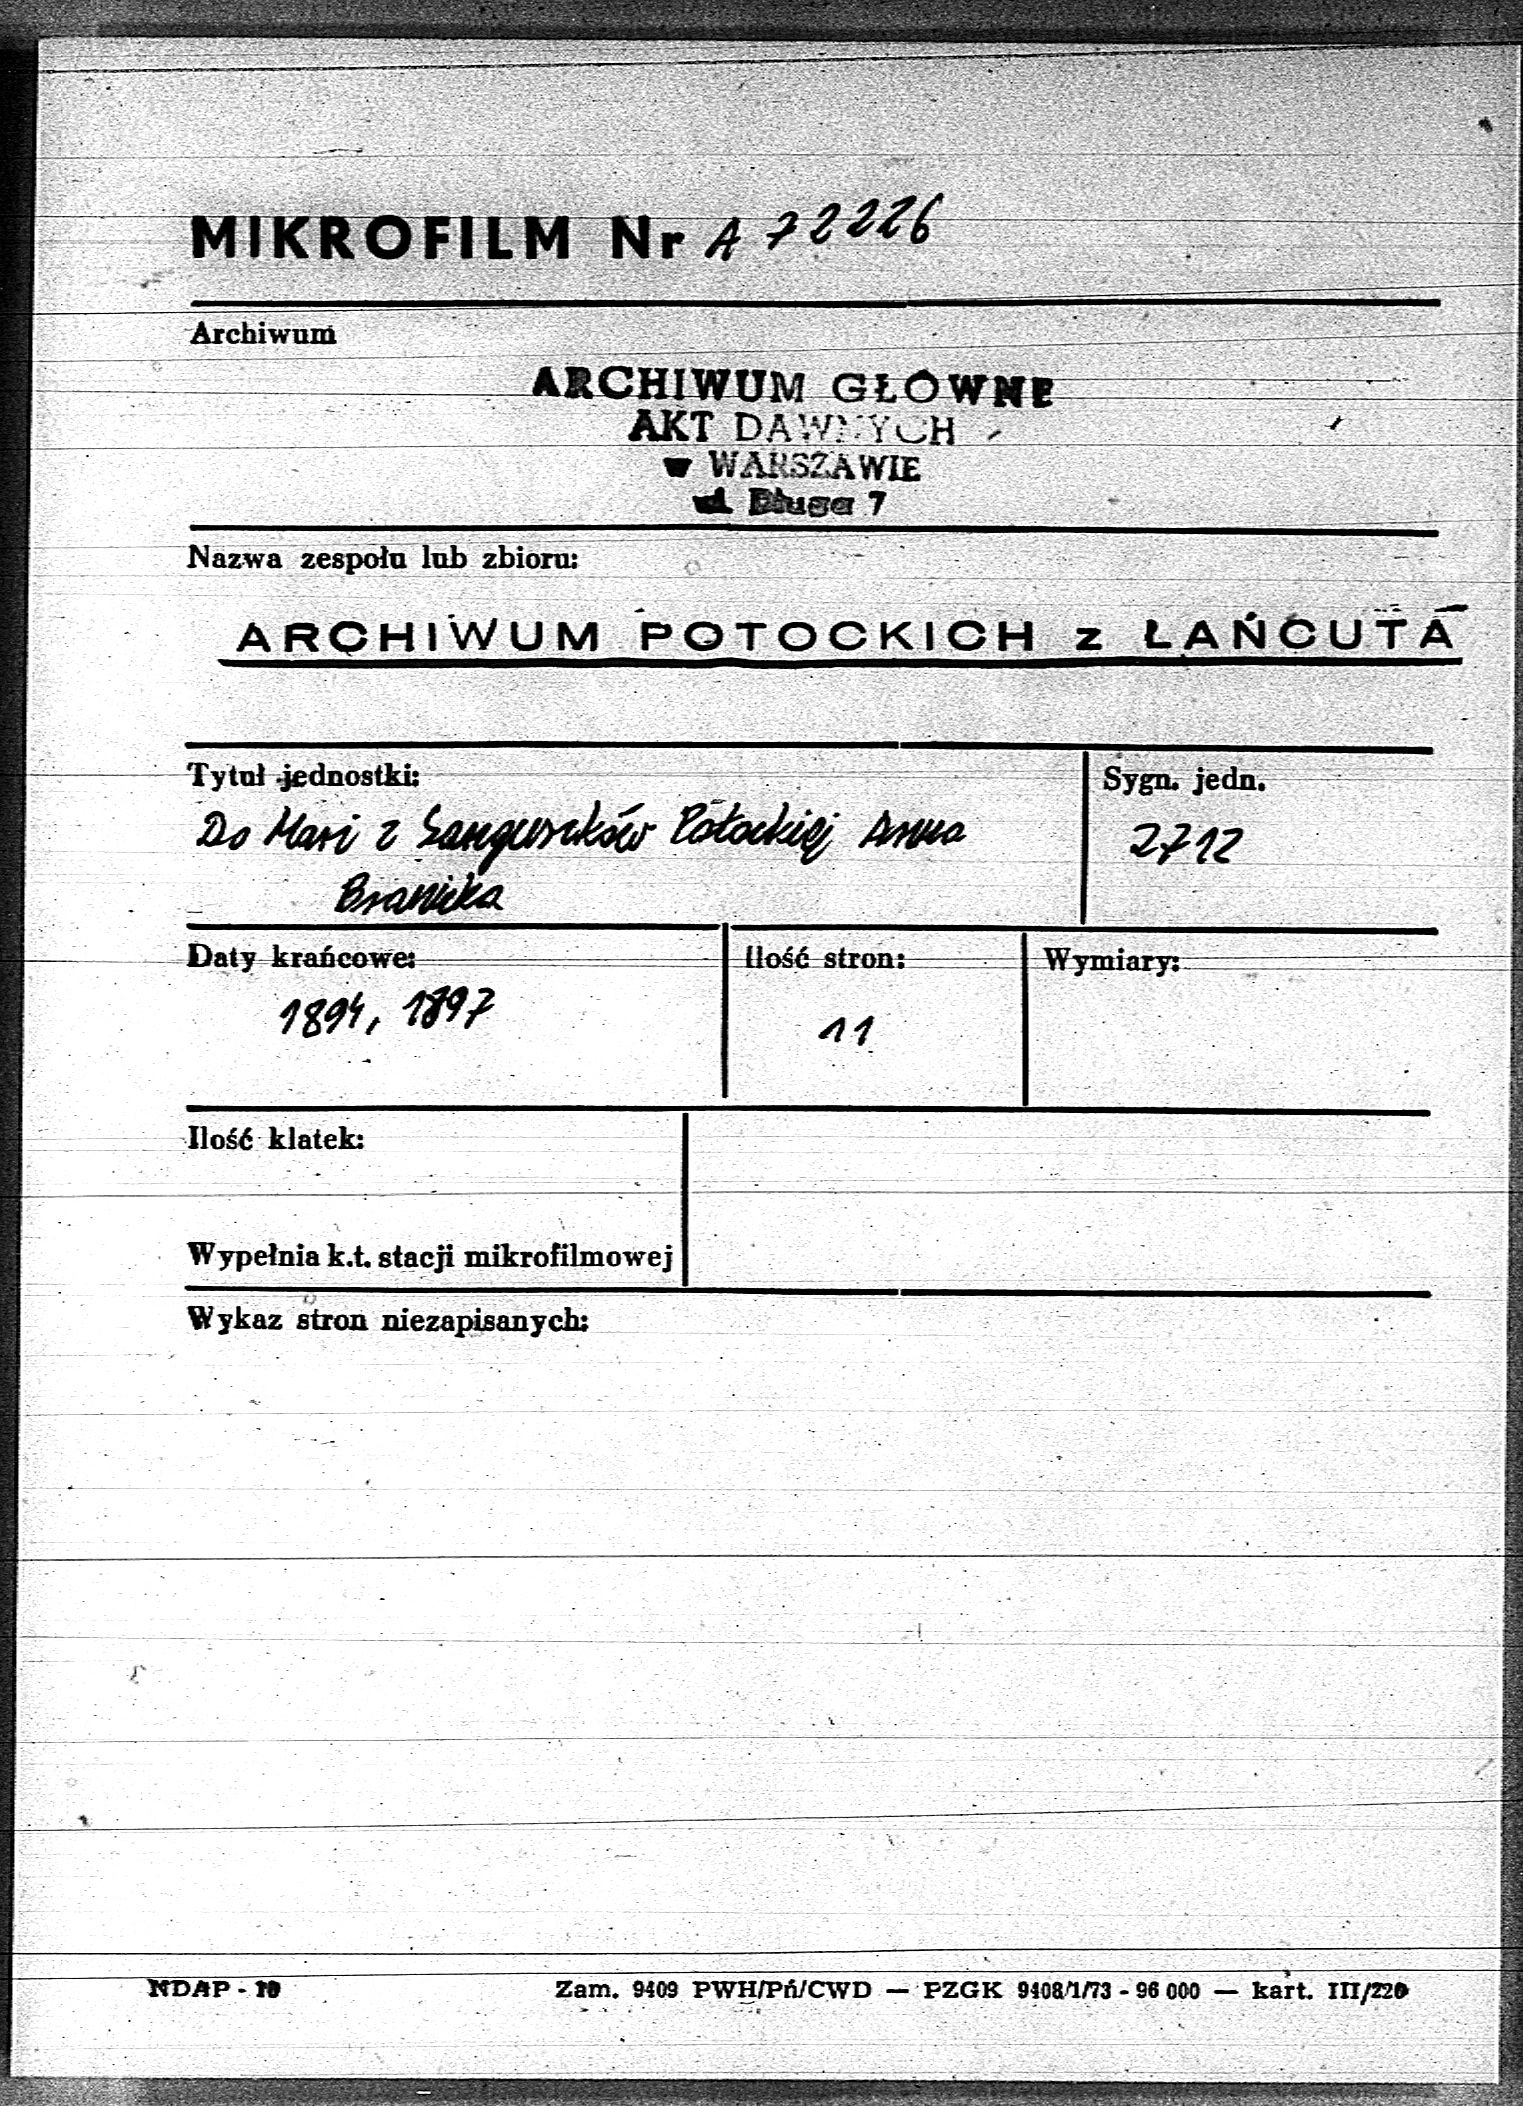 MIKROFILM Nr A 72226
Archiwum
ARCHIWUM GŁÓWNE
AKT DAWNYCH
w WARSZAWIE
ul. Długa 7
Nazwa zespołu lub zbioru:
ARCHIWUM POTOCKICH z ŁAŃCUTA
Tytuł jednostki:
Sygn. jedn.
Do Marii z Sanguszków Potockiej Anna
2712
Branicka
Daty krańcowe:
Ilość stron:
Wymiary:
1894, 1897
11
Ilość klatek:
Wypełnia k.t. stacji mikrofilmowej
Wykaz stron niezapisanych:
NDAP - 10
Zam. 9409 PWH/Pń/CWD — PZGK 9408/1/73 - 96 000 — kart. III/220